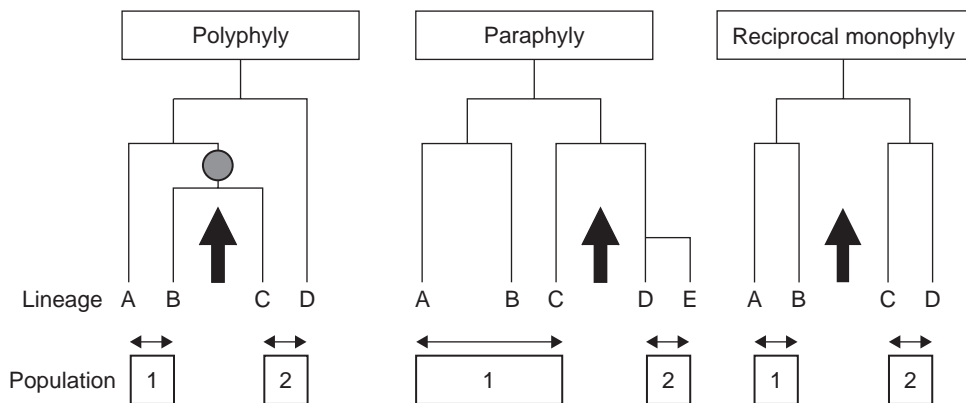 Polyphyly Paraphyly Reciprocal monophyly
Lineage A B C D A B C D E A B C D
Population 1 2 1 2 1 2